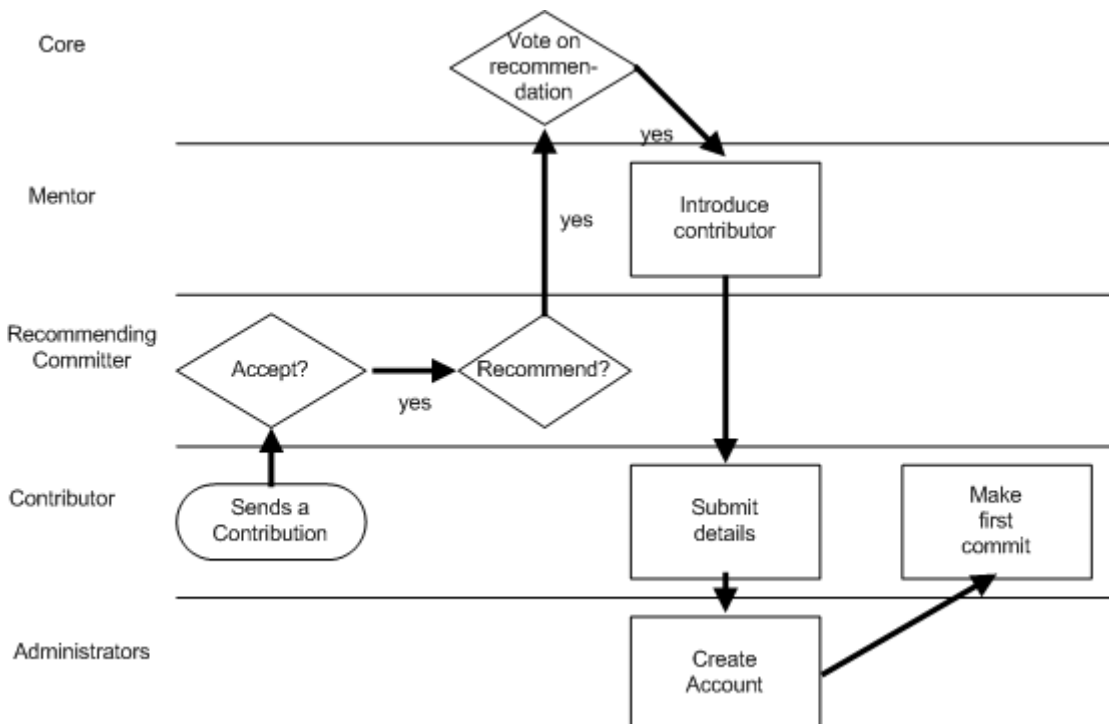 Core
Vote on
recommen-
dation
yes
Mentor
Introduce
contributor
yes
Recommending
Committer
Accept?
yes
Recommend?
Contributor
Sends a
Contribution
Submit
details
Make
first
commit
Administrators
Create
Account